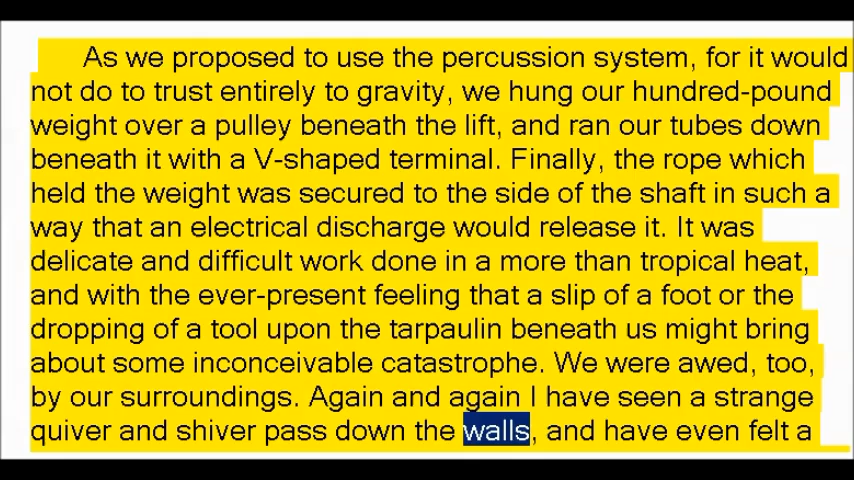 As we proposed to use the percussion system, for it would
not do to trust entirely to gravity, we hung our hundred-pound
weight over a pulley beneath the lift, and ran our tubes down
beneath it with a V-shaped terminal. Finally, the rope which
held the weight was secured to the side of the shaft in such a
way that an electrical discharge would release it. It was
delicate and difficult work done in a more than tropical heat,
and with the ever-present feeling that a slip of a foot or the
dropping of a tool upon the tarpaulin beneath us might bring
about some inconceivable catastrophe. We were awed, too,
by our surroundings. Again and again I have seen a strange
quiver and shiver pass down the walls, and have even felt a